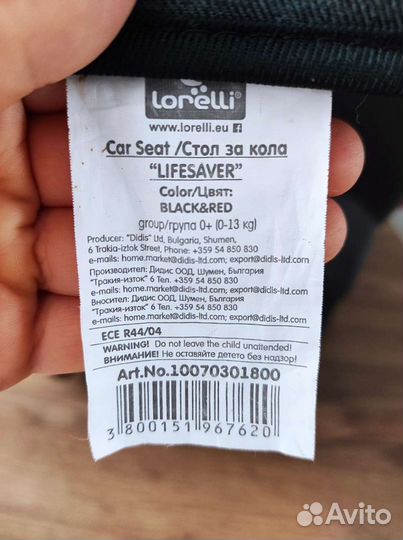 lorelli
www.lorelli.eu f
Car Seat /Стол за кола
"LIFESAVER"
Color/Цвят:
BLACK&RED
group/група 0+ (0-13 kg)
Producer: "Didis" Ltd, Bulgaria, Shumen,
6 Trakia-iztok Street, Phone: +359 54 850 830
e-mails: home.market@didis-ltd.com; export@didis-ltd.com
Производител: Дидис ООД, Шумен, България
"Тракия-изток" 6 Телефон: +359 54 850 830
e-mails: home.market@didis-ltd.com; export@didis-ltd.com
Вносител: Дидис ООД, Шумен, България
"Тракия-изток" 6 Телефон: +359 54 850 830
e-mails: home.market@didis-ltd.com; export@didis-ltd.com
ECE R44/04
WARNING! Do not leave the child unattended!
ВНИМАНИЕ! Не оставяйте детето без надзор!
Art.No.10070301800
3 800151 967620
Avito